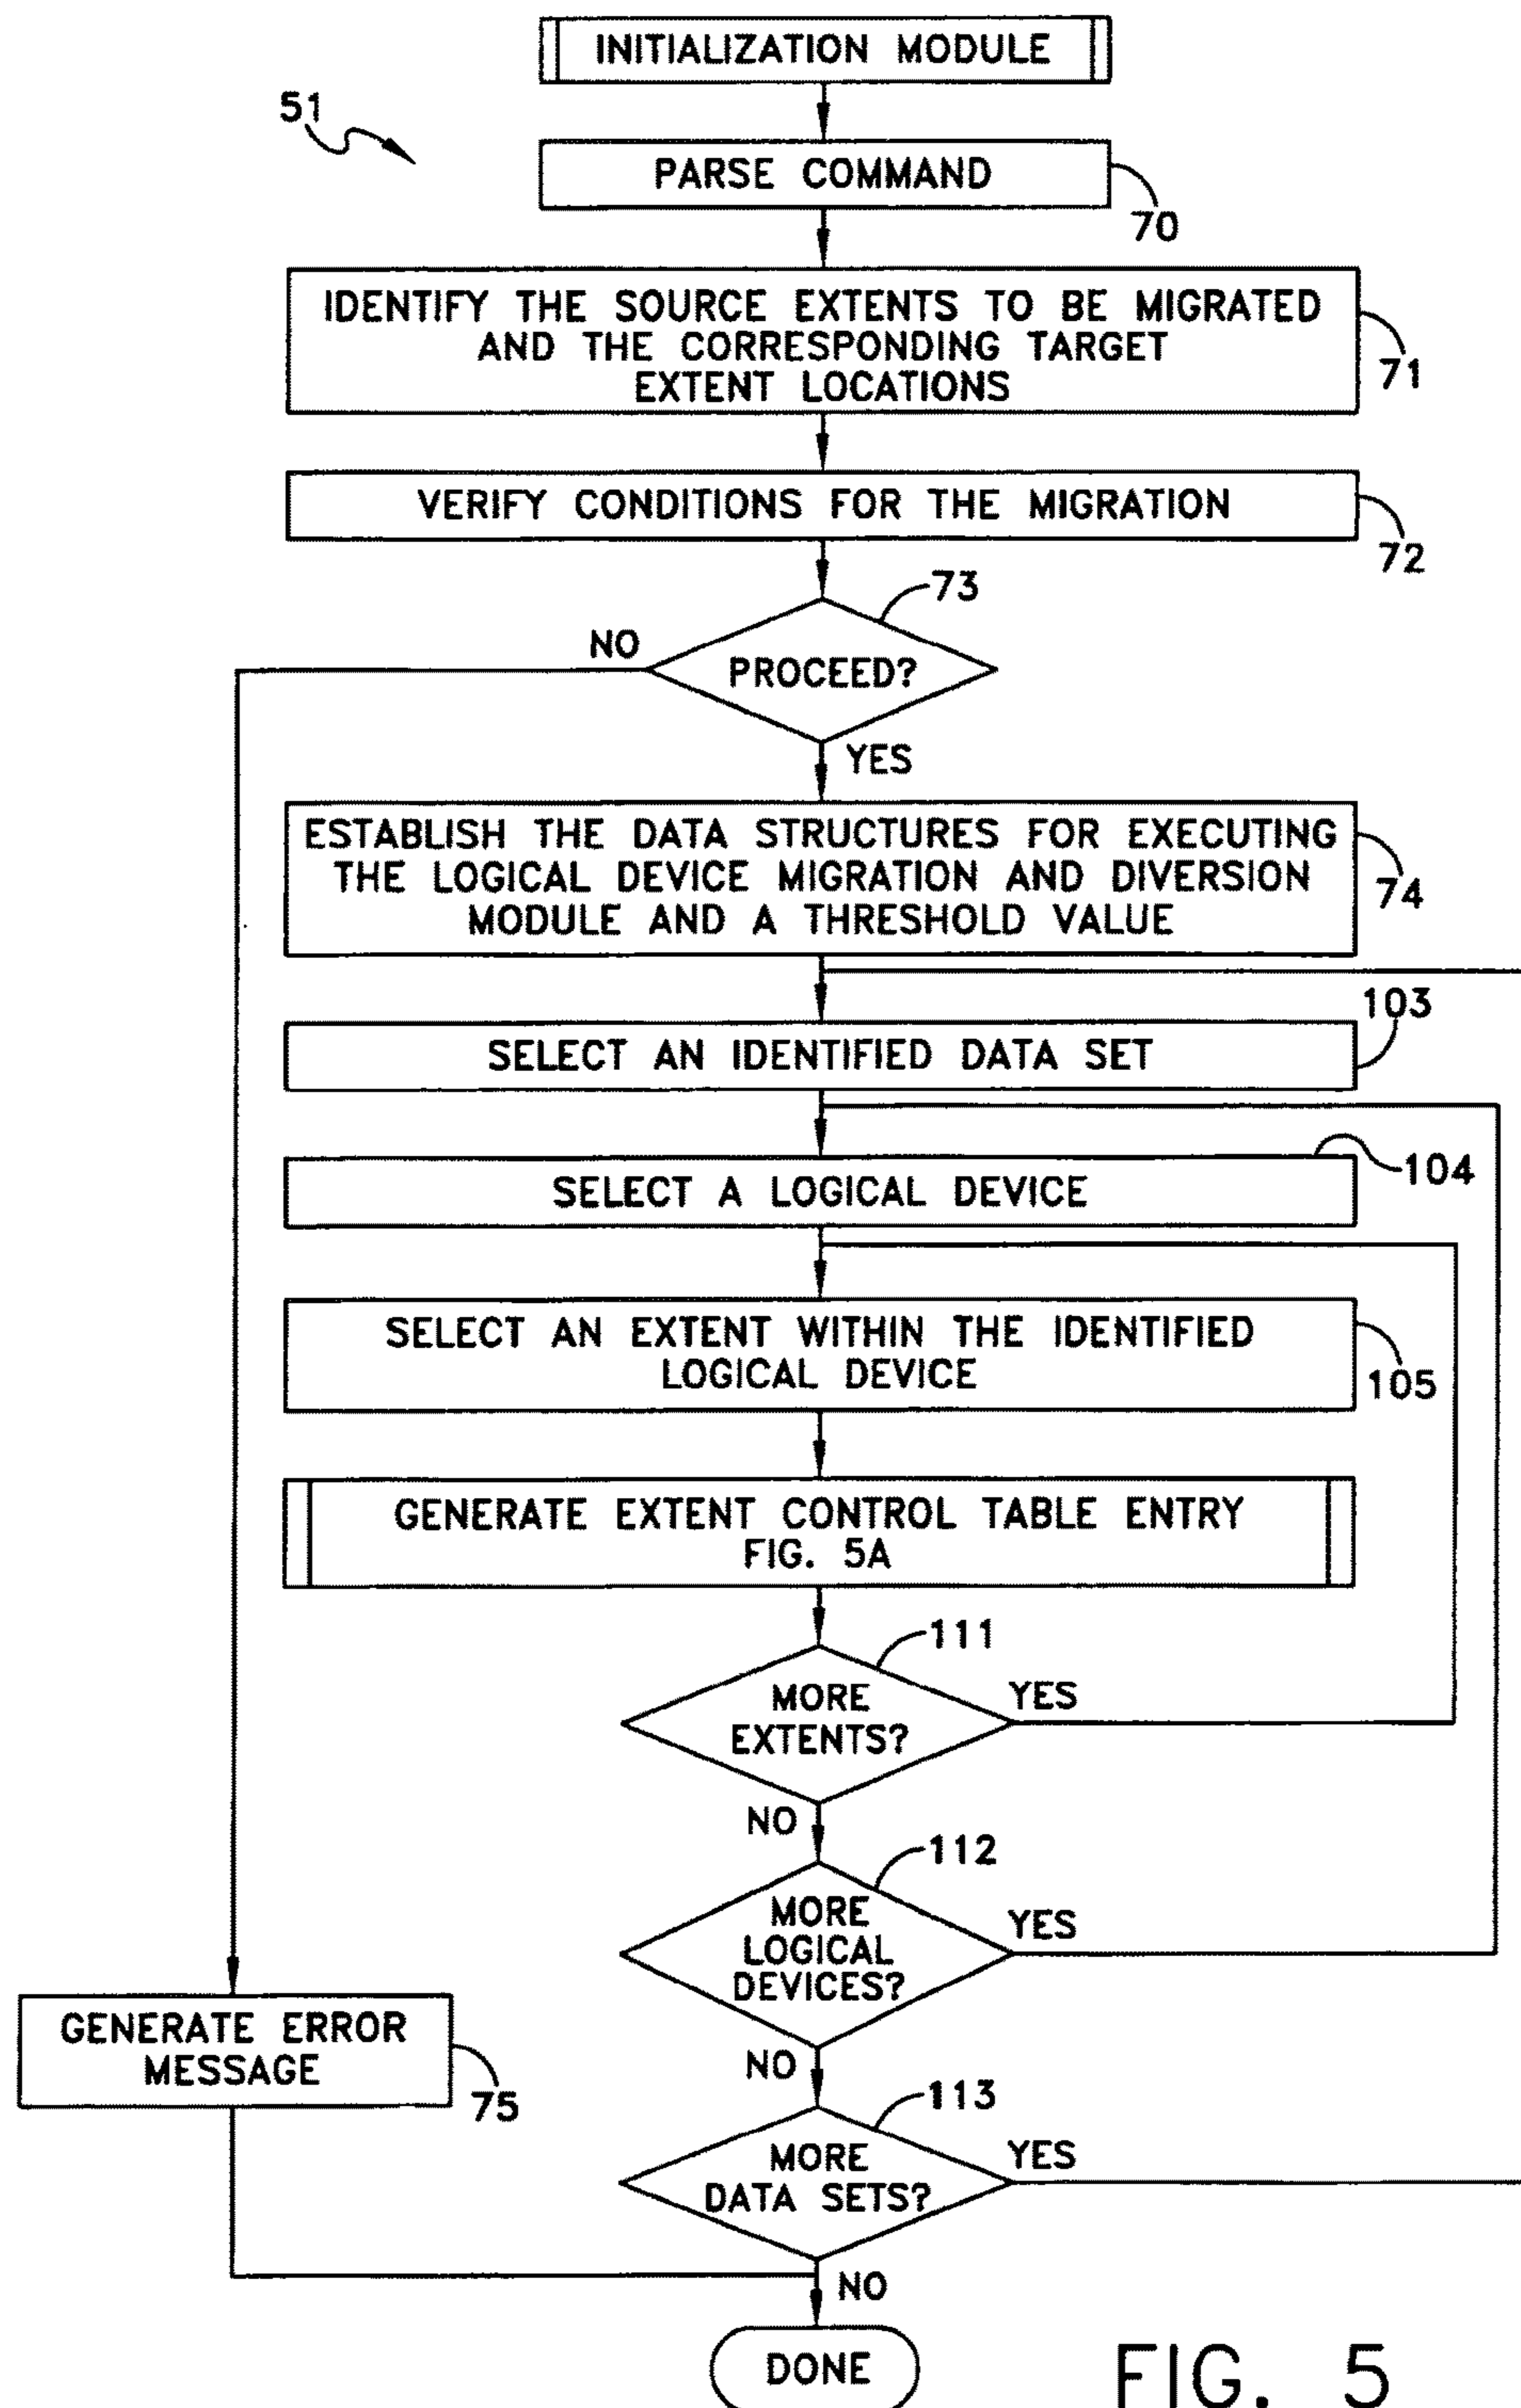 INITIALIZATION MODULE
51
PARSE COMMAND
70
IDENTIFY THE SOURCE EXTENTS TO BE MIGRATED
AND THE CORRESPONDING TARGET
EXTENT LOCATIONS
71
VERIFY CONDITIONS FOR THE MIGRATION
72
73
NO
PROCEED?
YES
ESTABLISH THE DATA STRUCTURES FOR EXECUTING
THE LOGICAL DEVICE MIGRATION AND DIVERSION
MODULE AND A THRESHOLD VALUE
74
103
SELECT AN IDENTIFIED DATA SET
104
SELECT A LOGICAL DEVICE
SELECT AN EXTENT WITHIN THE IDENTIFIED
LOGICAL DEVICE
105
GENERATE EXTENT CONTROL TABLE ENTRY
FIG. 5A
111
MORE
EXTENTS?
YES
NO
112
MORE
LOGICAL
DEVICES?
YES
GENERATE ERROR
MESSAGE
75
NO
113
MORE
DATA SETS?
YES
NO
DONE
FIG. 5